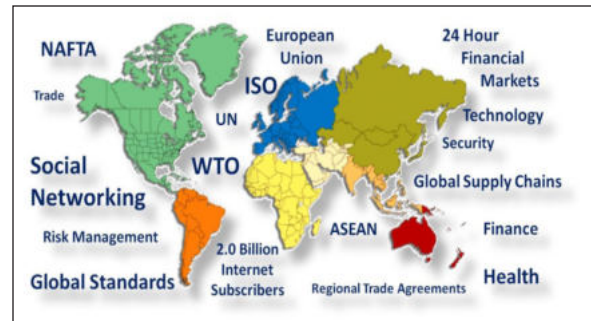 NAFTA
Trade
Social
Networking
Risk Management
Global Standards
European
Union
ISO
UN
WTO
2.0 Billion
Internet
Subscribers
ASEAN
Regional Trade Agreements
24 Hour
Financial
Markets
Technology
Security
Global Supply Chains
Finance
Health